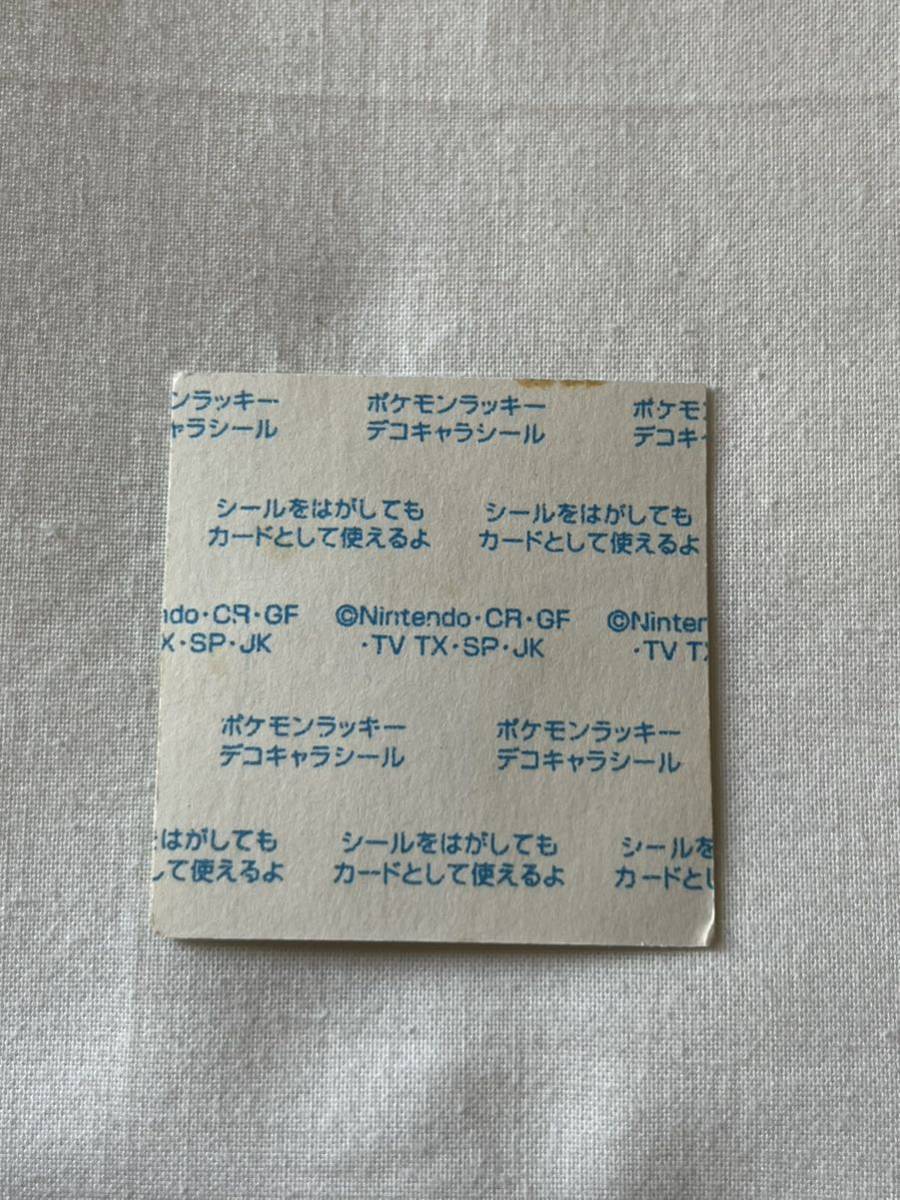 ンラッキー ポケモンラッキー ポケモ
ャラシール デコキャラシール デコキ
シールをはがしても シールをはがしても
カードとして使えるよ カードとして使えるよ
do・CR・GF ©Nintendo・CR・GF ©Ninten
X・SP・JK ・TV TX・SP・JK ・TV T
ポケモンラッキー ポケモンラッキー
デコキャラシール デコキャラシール
はがしても シールをはがしても シールを
して使えるよ カードとして使えるよ カードとし